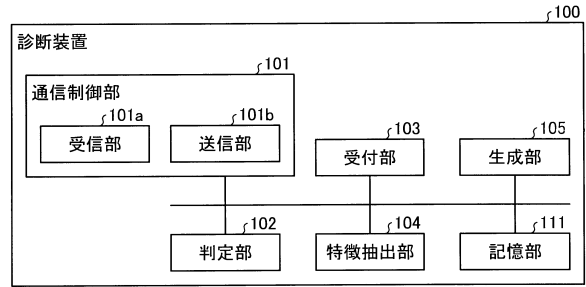 100
診断装置
101
通信制御部
101a
受信部
101b
送信部
103
受付部
105
生成部
102
判定部
104
特徴抽出部
111
記憶部